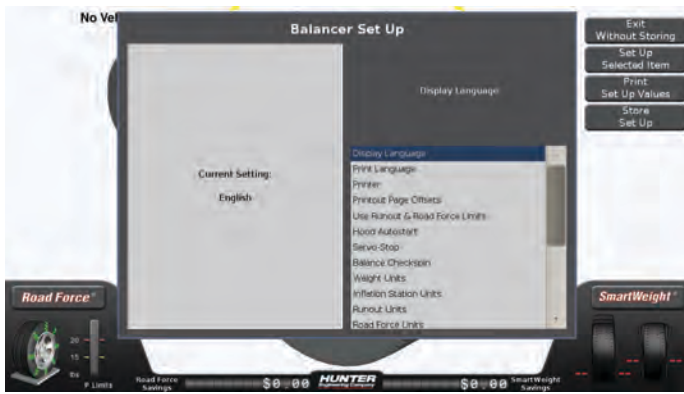 No Veh
Balancer Set Up
Display Language
Current Setting:
English
Display Language
Print Language
Printer
Printout Page Offsets
Use Runout & Road Force Limits
Hood Autostart
Servo-Stop
Balance Checkspin
Weight Units
Inflation Station Units
Runout Units
Road Force Units
Exit
Without Storing
Set Up
Selected Item
Print
Set Up Values
Store
Set Up
Road Force®
20
15
lbs
P Limits
Road Force
Savings
$0.00
HUNTER
Engineering Company
$0.00
SmartWeight
Savings
SmartWeight®